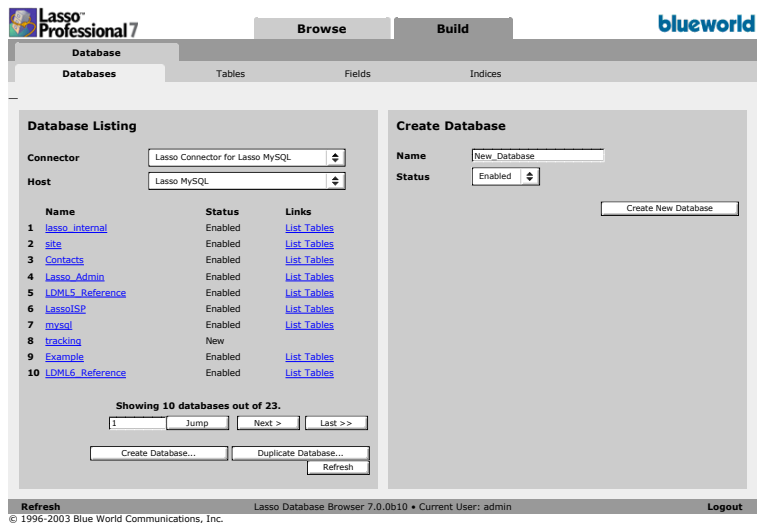 Lasso™
Professional 7
Browse
Build
blueworld
Database
Databases Tables Fields Indices
Database Listing
Connector Lasso Connector for Lasso MySQL
Host Lasso MySQL
Name Status Links
1 lasso_internal Enabled List Tables
2 site Enabled List Tables
3 Contacts Enabled List Tables
4 Lasso_Admin Enabled List Tables
5 LDML5_Reference Enabled List Tables
6 LassoISP Enabled List Tables
7 mysql Enabled List Tables
8 tracking New
9 Example Enabled List Tables
10 LDML6_Reference Enabled List Tables
Showing 10 databases out of 23.
1 Jump Next > Last >>
Create Database... Duplicate Database...
Refresh
Create Database
Name New_Database
Status Enabled
Create New Database
Refresh Lasso Database Browser 7.0.0b10 • Current User: admin Logout
© 1996-2003 Blue World Communications, Inc.